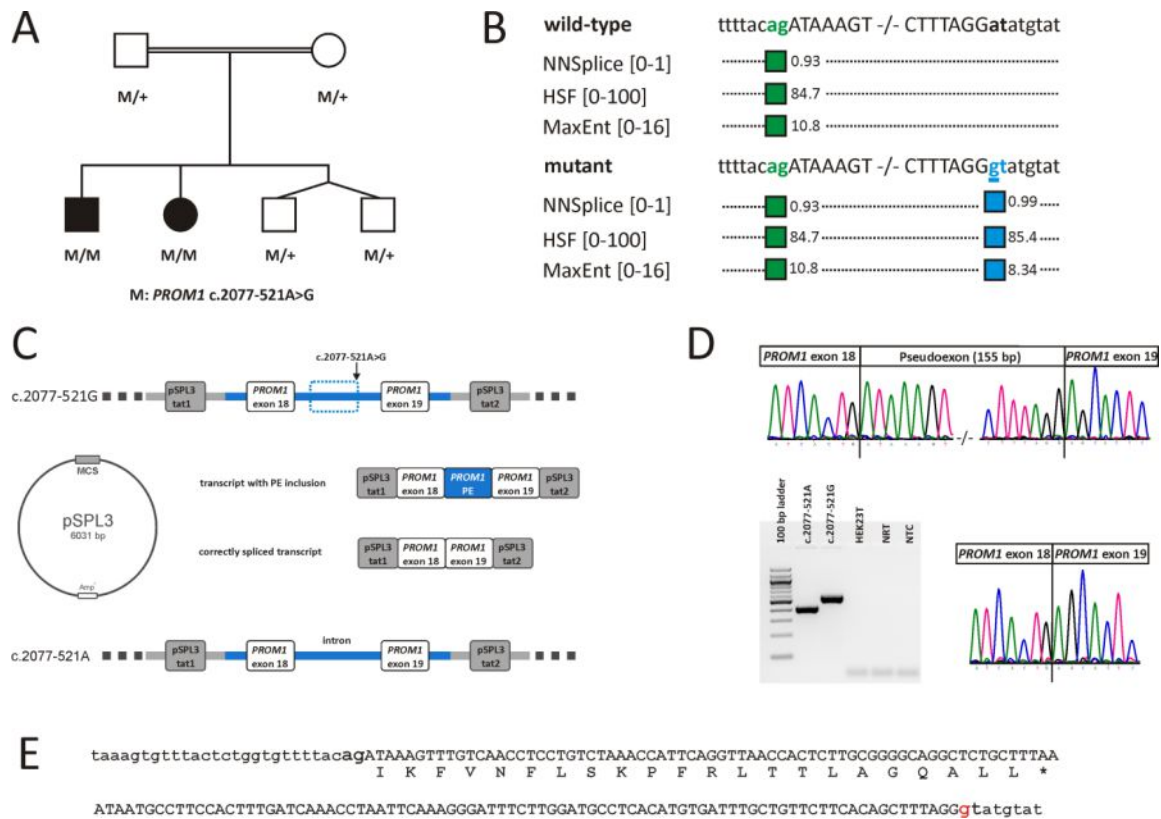 A
M/+ M/+
M/M M/M M/+ M/+
M: PROM1 c.2077-521A>G
B
wild-type ttttacagATAAAGT -/- CTTTAGGatatgtat
NNSplice [0-1] 0.93
HSF [0-100] 84.7
MaxEnt [0-16] 10.8
mutant ttttacagATAAAGT -/- CTTTAGGgtatgtat
NNSplice [0-1] 0.93 0.99
HSF [0-100] 84.7 85.4
MaxEnt [0-16] 10.8 8.34
C
c.2077-521A>G
c.2077-521G
pSPL3 tat1
PROM1 exon 18
PROM1 exon 19
pSPL3 tat2
MCS
pSPL3
6031 bp
Amp
transcript with PE inclusion
pSPL3 tat1
PROM1 exon 18
PROM1 PE
PROM1 exon 19
pSPL3 tat2
correctly spliced transcript
pSPL3 tat1
PROM1 exon 18
PROM1 exon 19
pSPL3 tat2
intron
c.2077-521A
pSPL3 tat1
PROM1 exon 18
PROM1 exon 19
pSPL3 tat2
D
PROM1 exon 18 Pseudoexon (155 bp) PROM1 exon 19
-/-
100 bp ladder
c.2077-521A
c.2077-521G
HEK23T
NRT
NTC
PROM1 exon 18 PROM1 exon 19
E
taaagtgtttactctggtgttttacagATAAAGTTTGTCAACCTCCTGTCTAAACCATTCAGGTTAACCACTCTTGCGGGGCAGGCTCTGCTTTAA
I K F V N F L S K P F R L T T L A G Q A L L *
ATAATGCCTTCCACTTTGATCAAACCTAATTCAAAGGGATTTCTTGGATGCCTCACATGTGATTTGCTGTTCTTCACAGCTTTAGGgtatgtat